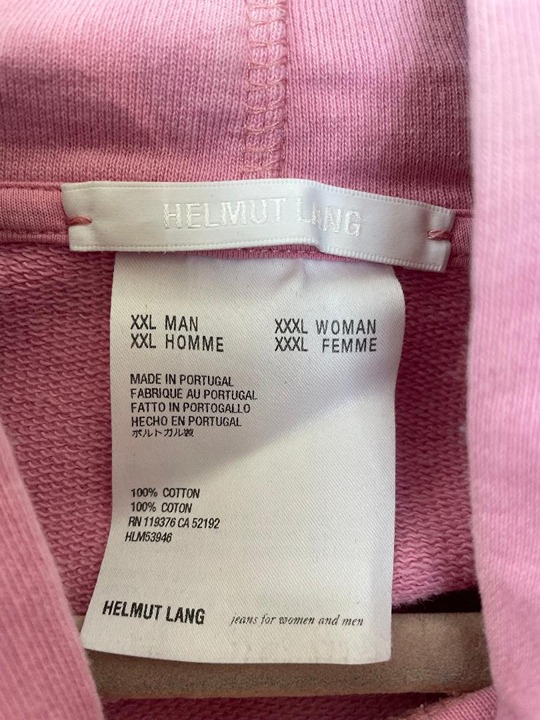 HELMUT LANG
XXL MAN XXXL WOMAN
XXL HOMME XXXL FEMME
MADE IN PORTUGAL
FABRIQUÉ AU PORTUGAL
FATTO IN PORTOGALLO
HECHO EN PORTUGAL
ポルトガル製
100% COTTON
100% COTON
RN 119376 CA 52192
HLM53946
HELMUT LANG jeans for women and men